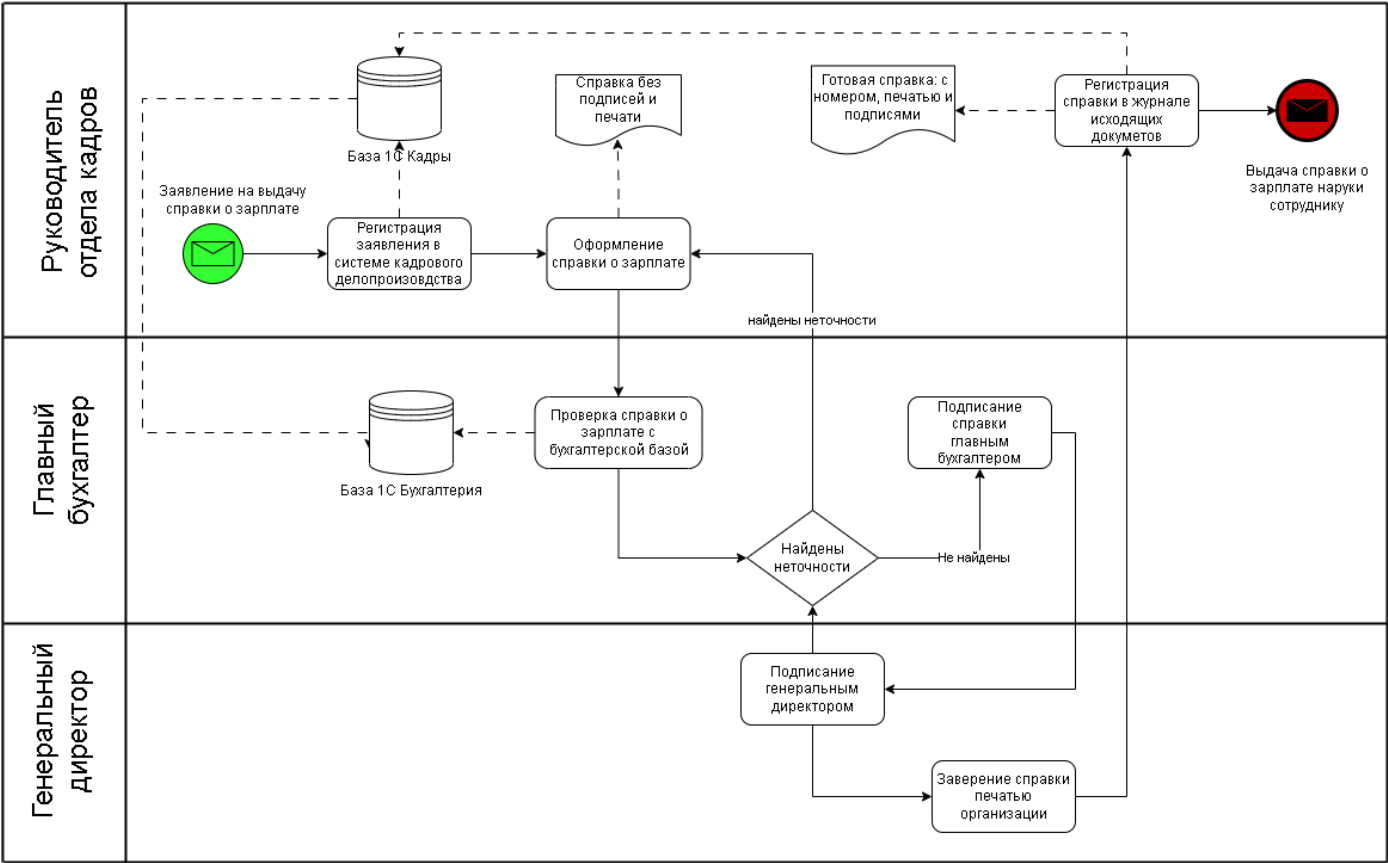 Руководитель
отдела кадров
База 1С Кадры
Справка без
подписей и
печати
Готовая справка: с
номером, печатью и
подписями
Регистрация
справки в журнале
исходящих
докуметов
Выдача справки о
зарплате наруки
сотруднику
Заявление на выдачу
справки о зарплате
Регистрация
заявления в
системе кадрового
делопроизовдства
Оформление
справки о зарплате
найдены неточности
Главный
бухгалтер
База 1С Бухгалтерия
Проверка справки о
зарплате с
бухгалтерской базой
Подписание
справки
главным
бухгалтером
Найдены
неточности
Не найдены
Генеральный
директор
Подписание
генеральным
директором
Заверение справки
печатью
организации